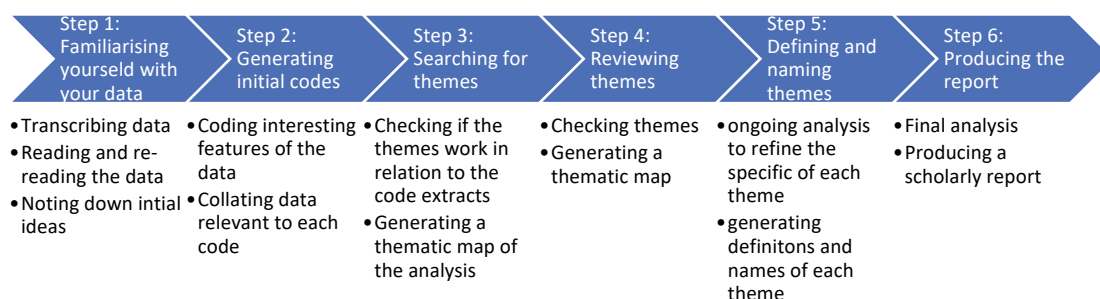 Step 1:
Familiarising
yourseld with
your data
Step 2:
Generating
initial codes
Step 3:
Searching for
themes
Step 4:
Reviewing
themes
Step 5:
Defining and
naming
themes
Step 6:
Producing the
report
•Transcribing data
•Reading and re-
reading the data
•Noting down intial
ideas
•Coding interesting
features of the
data
•Collating data
relevant to each
code
•Checking if the
themes work in
relation to the
code extracts
•Generating a
thematic map of
the analysis
•Checking themes
•Generating a
thematic map
•ongoing analysis
to refine the
specific of each
theme
•generating
definitons and
names of each
theme
•Final analysis
•Producing a
scholarly report